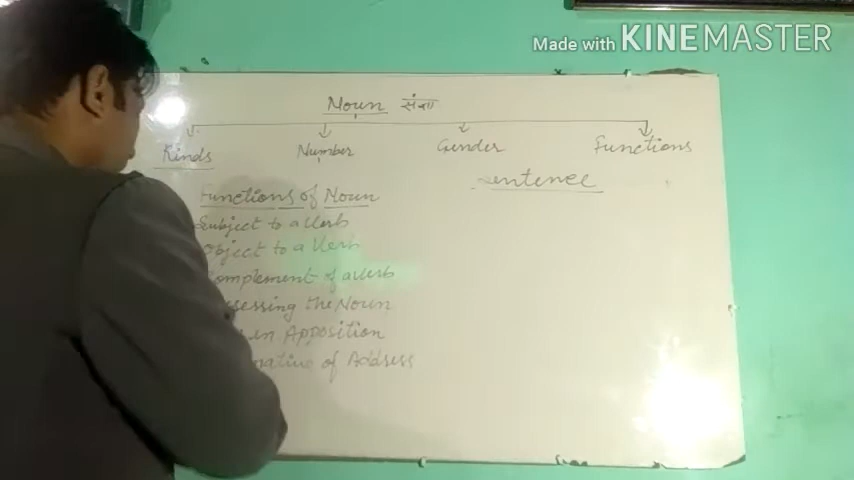 Made with KINEMASTER
Noun संज्ञा
Kinds Number Gender Functions
sentence
Functions of Noun
Subject to a Verb
Object to a Verb
Complement of a Verb
the Noun
in Apposition
of Address